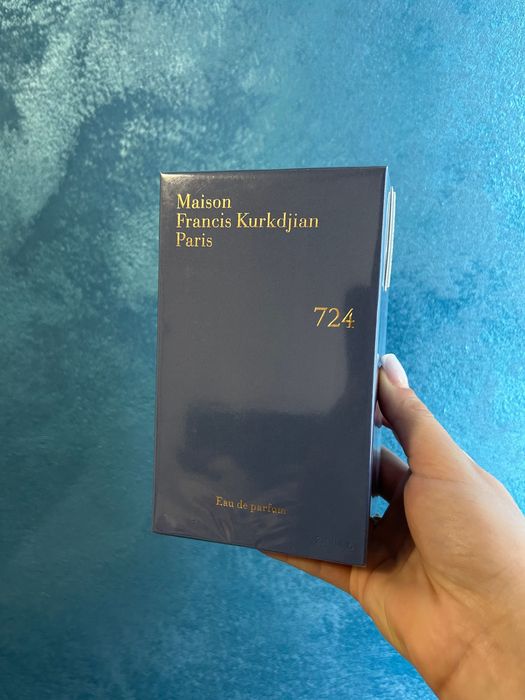 Maison
Francis Kurkdjian
Paris
724
Eau de parfum